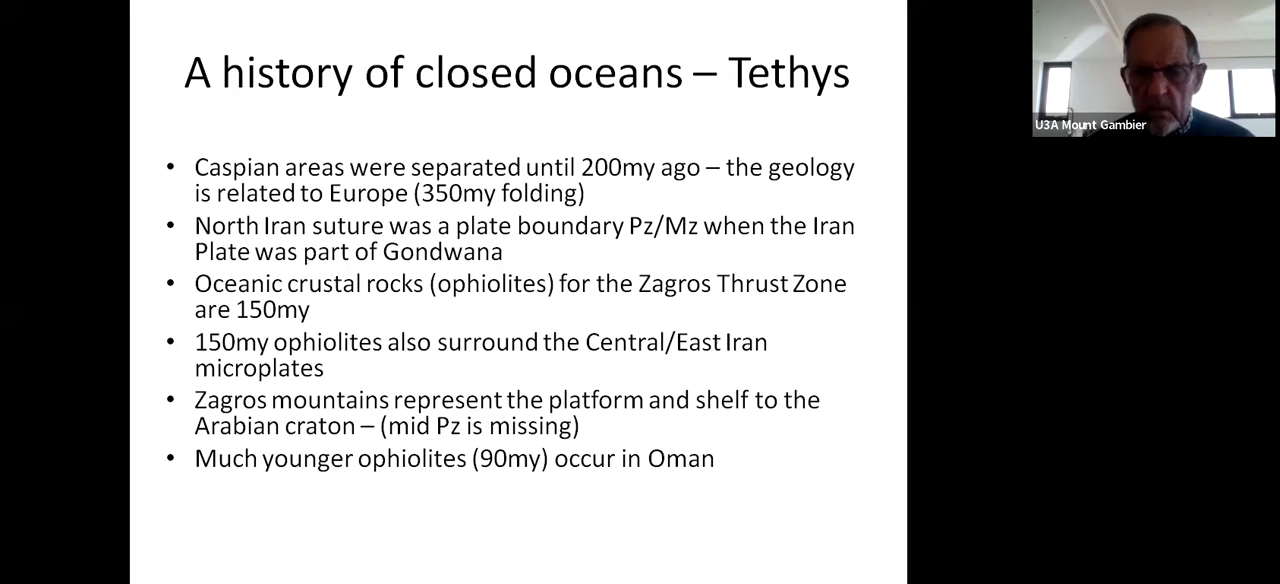 A history of closed oceans – Tethys
• Caspian areas were separated until 200my ago – the geology
is related to Europe (350my folding)
• North Iran suture was a plate boundary Pz/Mz when the Iran
Plate was part of Gondwana
• Oceanic crustal rocks (ophiolites) for the Zagros Thrust Zone
are 150my
• 150my ophiolites also surround the Central/East Iran
microplates
• Zagros mountains represent the platform and shelf to the
Arabian craton – (mid Pz is missing)
• Much younger ophiolites (90my) occur in Oman
U3A Mount Gambier